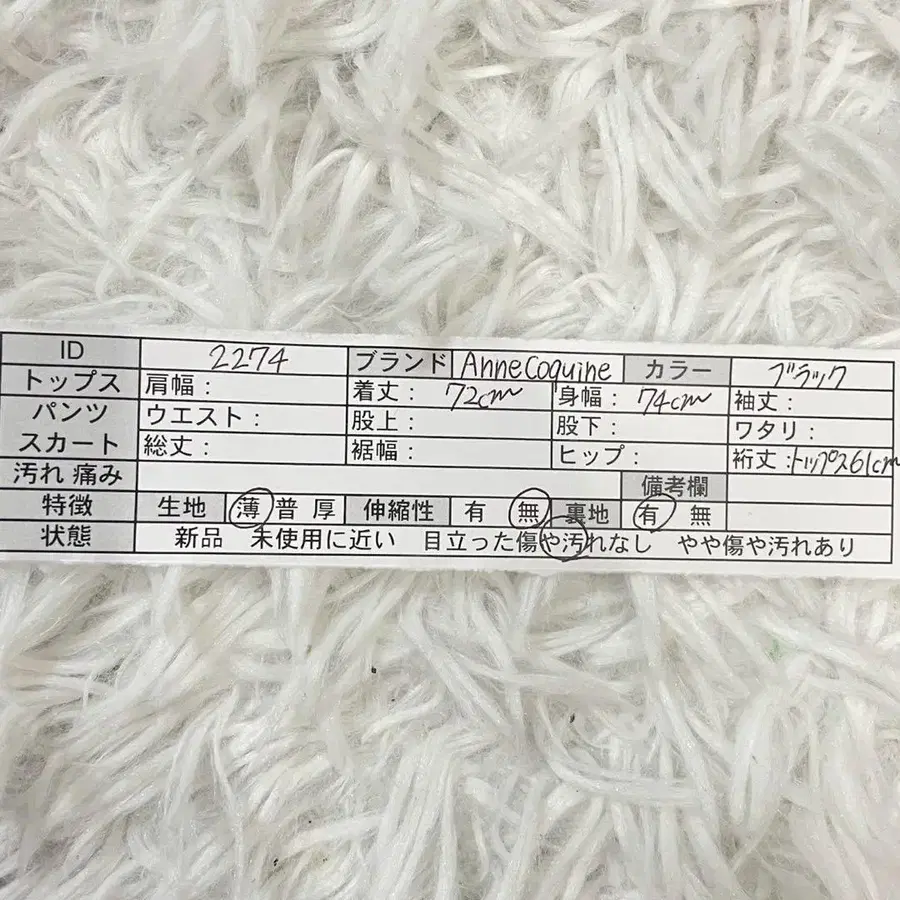 ID 2274 ブランド AnneCoquine カラー ブラック
トップス 肩幅: 着丈: 72cm 身幅: 74cm 袖丈:
パンツ ウエスト: 股上: 股下: ワタリ:
スカート 総丈: 裾幅: ヒップ: 裄丈:トップス61cm
汚れ 痛み 備考欄
特徴 生地 薄 普 厚 伸縮性 有 無 裏地 有 無
状態 新品 未使用に近い 目立った傷や汚れなし やや傷や汚れあり